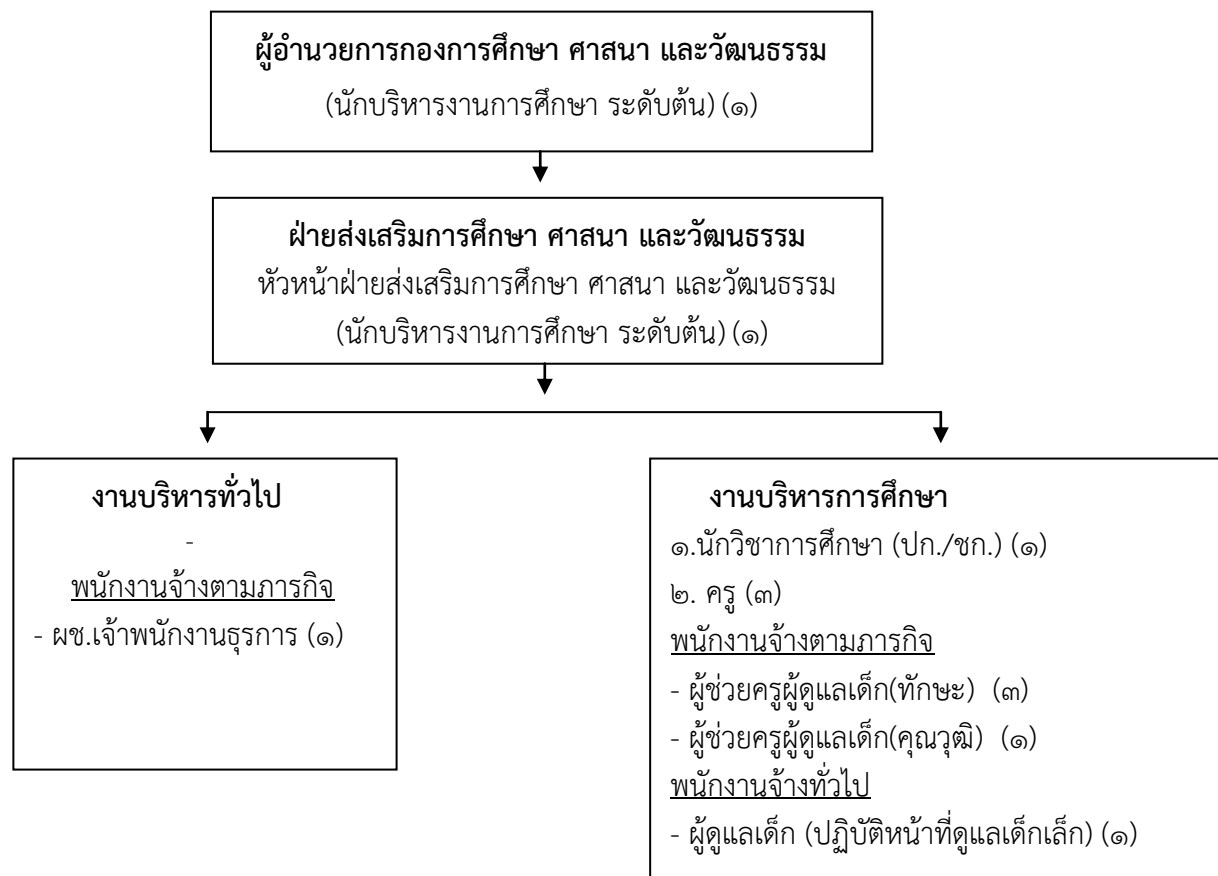 ผู้อำนวยการกองการศึกษา ศาสนา และวัฒนธรรม
(นักบริหารงานการศึกษา ระดับต้น) (๑)
ฝ่ายส่งเสริมการศึกษา ศาสนา และวัฒนธรรม
หัวหน้าฝ่ายส่งเสริมการศึกษา ศาสนา และวัฒนธรรม
(นักบริหารงานการศึกษา ระดับต้น) (๑)
งานบริหารทั่วไป
-
พนักงานจ้างตามภารกิจ
- ผช.เจ้าพนักงานธุรการ (๑)
งานบริหารการศึกษา
๑.นักวิชาการศึกษา (ปก./ชก.) (๑)
๒. ครู (๓)
พนักงานจ้างตามภารกิจ
- ผู้ช่วยครูผู้ดูแลเด็ก(ทักษะ) (๓)
- ผู้ช่วยครูผู้ดูแลเด็ก(คุณวุฒิ) (๑)
พนักงานจ้างทั่วไป
- ผู้ดูแลเด็ก (ปฏิบัติหน้าที่ดูแลเด็กเล็ก) (๑)